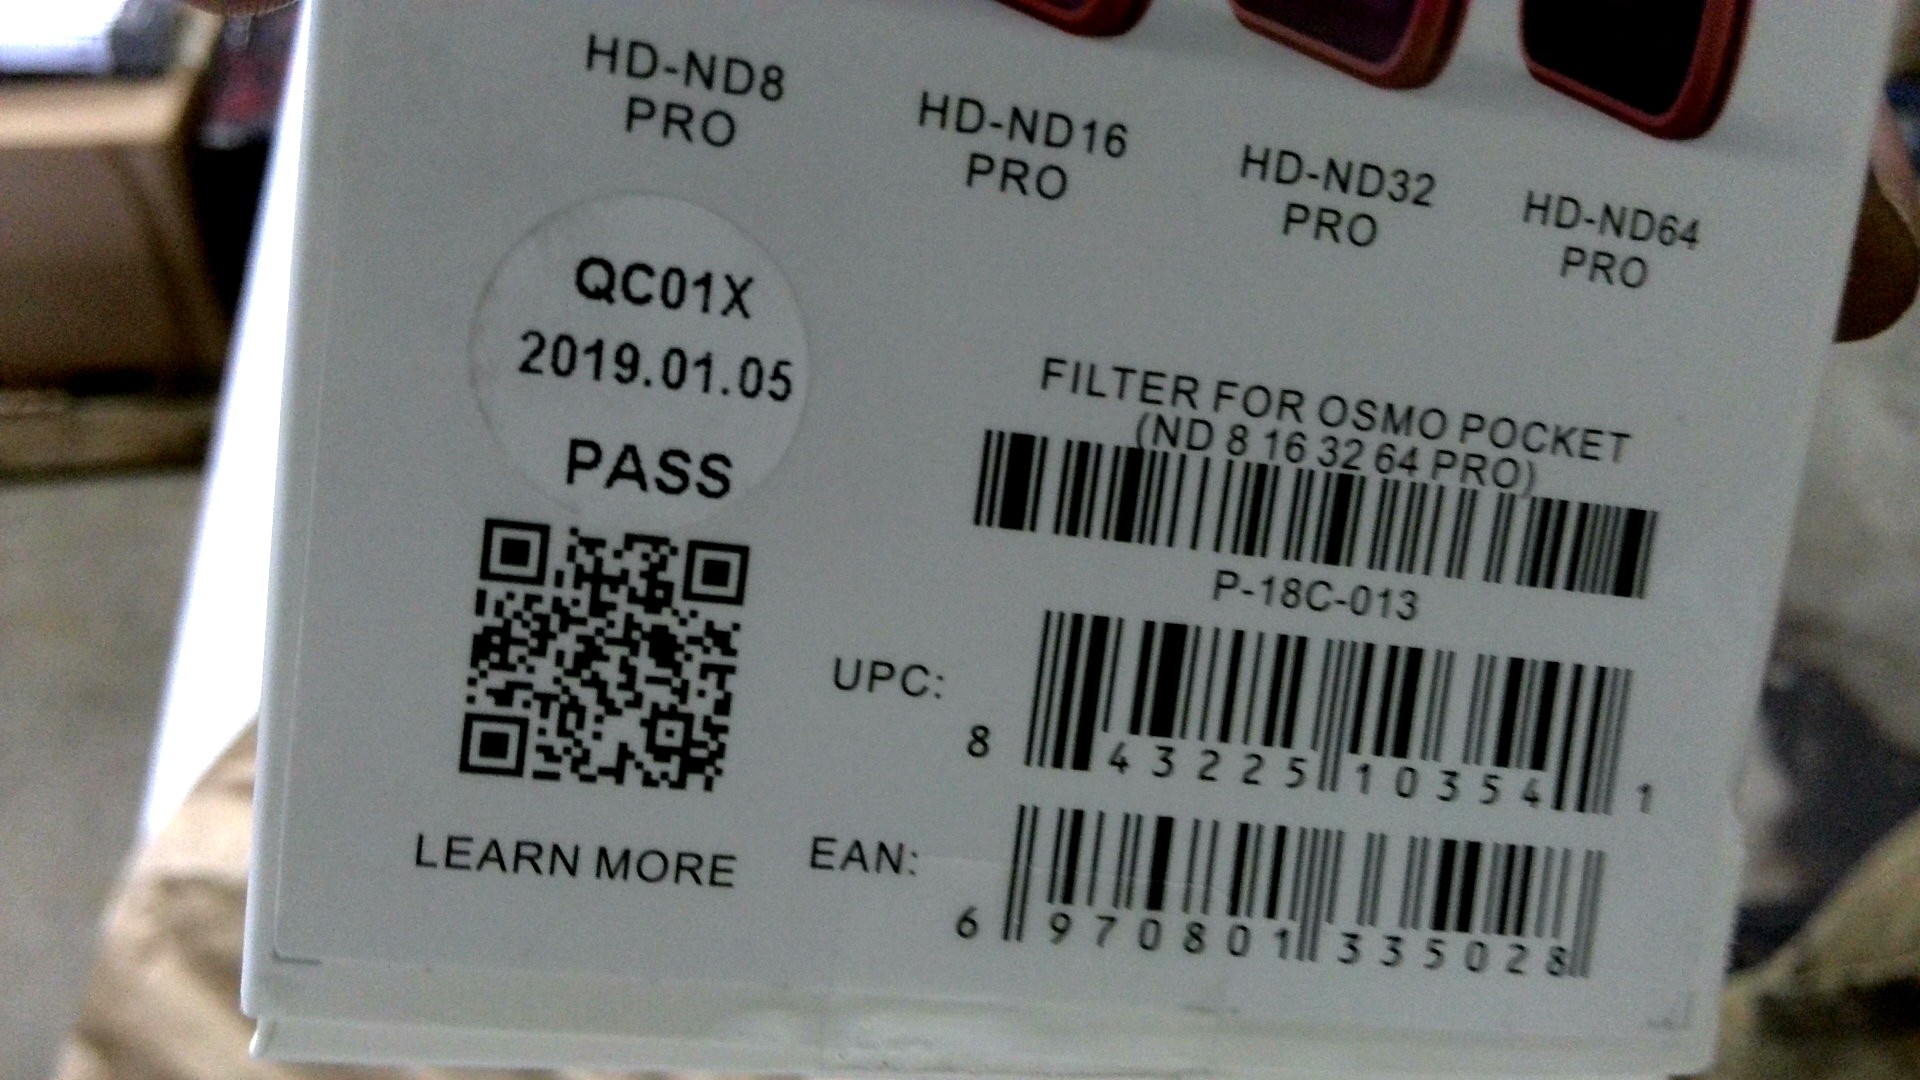 HD-ND8
PRO
HD-ND16
PRO
HD-ND32
PRO
HD-ND64
PRO
QC01X
2019.01.05
PASS
FILTER FOR OSMO POCKET
(ND 8 16 32 64 PRO)
P-18C-013
UPC:
8 43225 10354 1
LEARN MORE
EAN:
6 970801 335028